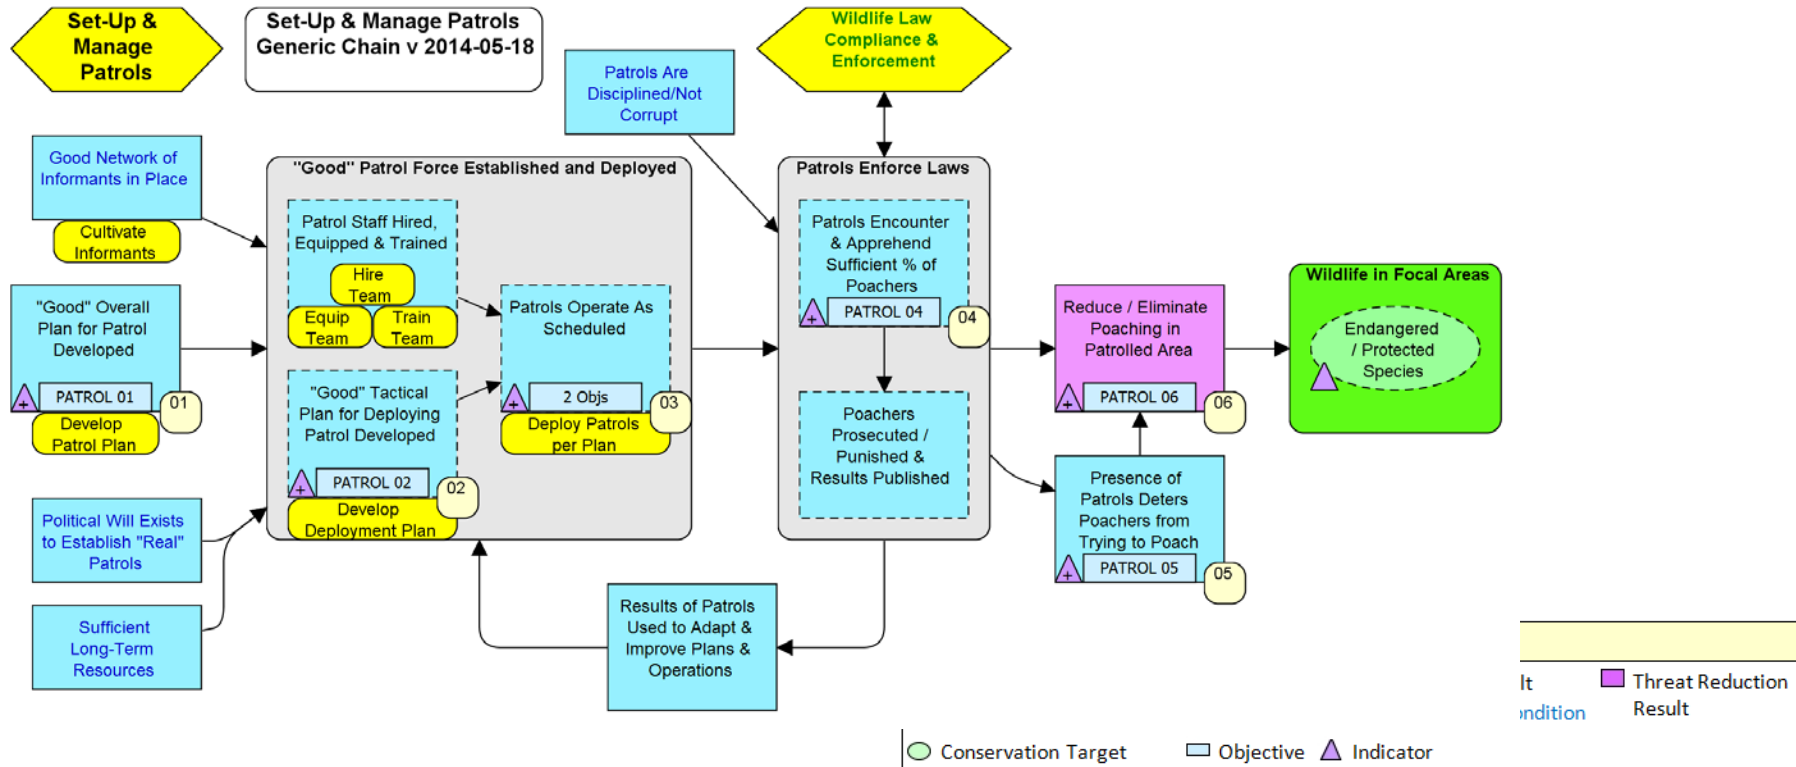 Set-Up &
Manage
Patrols
Set-Up & Manage Patrols
Generic Chain v 2014-05-18
Wildlife Law
Compliance &
Enforcement
Patrols Are
Disciplined/Not
Corrupt
Good Network of
Informants in Place
Cultivate
Informants
"Good" Overall
Plan for Patrol
Developed
PATROL 01
01
Develop
Patrol Plan
Political Will Exists
to Establish "Real"
Patrols
Sufficient
Long-Term
Resources
"Good" Patrol Force Established and Deployed
Patrol Staff Hired,
Equipped & Trained
Hire
Team
Equip
Team
Train
Team
"Good" Tactical
Plan for Deploying
Patrol Developed
PATROL 02
02
Develop
Deployment Plan
Patrols Operate As
Scheduled
2 Objs
03
Deploy Patrols
per Plan
Patrols Enforce Laws
Patrols Encounter
& Apprehend
Sufficient % of
Poachers
PATROL 04
04
Poachers
Prosecuted /
Punished &
Results Published
Results of Patrols
Used to Adapt &
Improve Plans &
Operations
Reduce / Eliminate
Poaching in
Patrolled Area
PATROL 06
06
Presence of
Patrols Deters
Poachers from
Trying to Poach
PATROL 05
05
Wildlife in Focal Areas
Endangered
/ Protected
Species
lt
ondition
Threat Reduction
Result
Conservation Target
Objective
Indicator